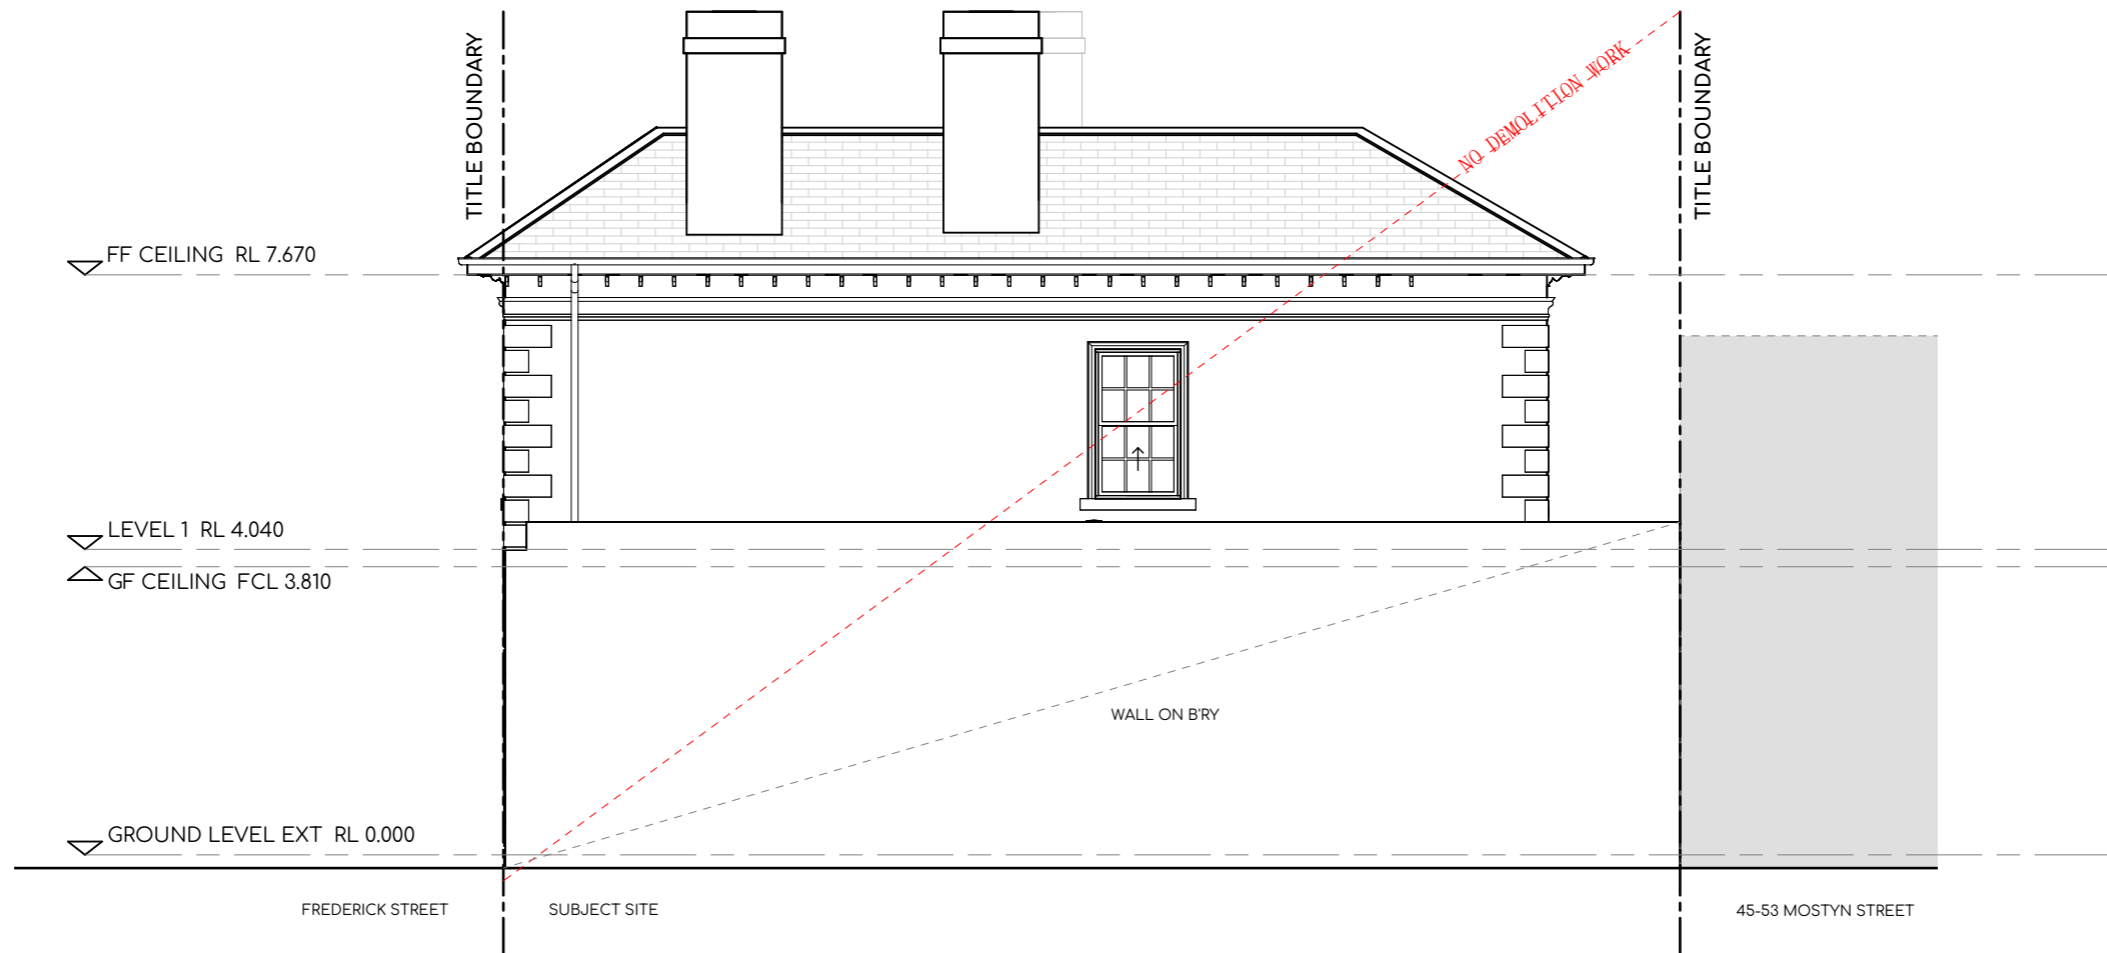 TITLE BOUNDARY
NO DEMOLITION WORK
TITLE BOUNDARY
FF CEILING RL 7.670
LEVEL 1 RL 4.040
GF CEILING FCL 3.810
WALL ON B'RY
GROUND LEVEL EXT RL 0.000
FREDERICK STREET
SUBJECT SITE
45-53 MOSTYN STREET